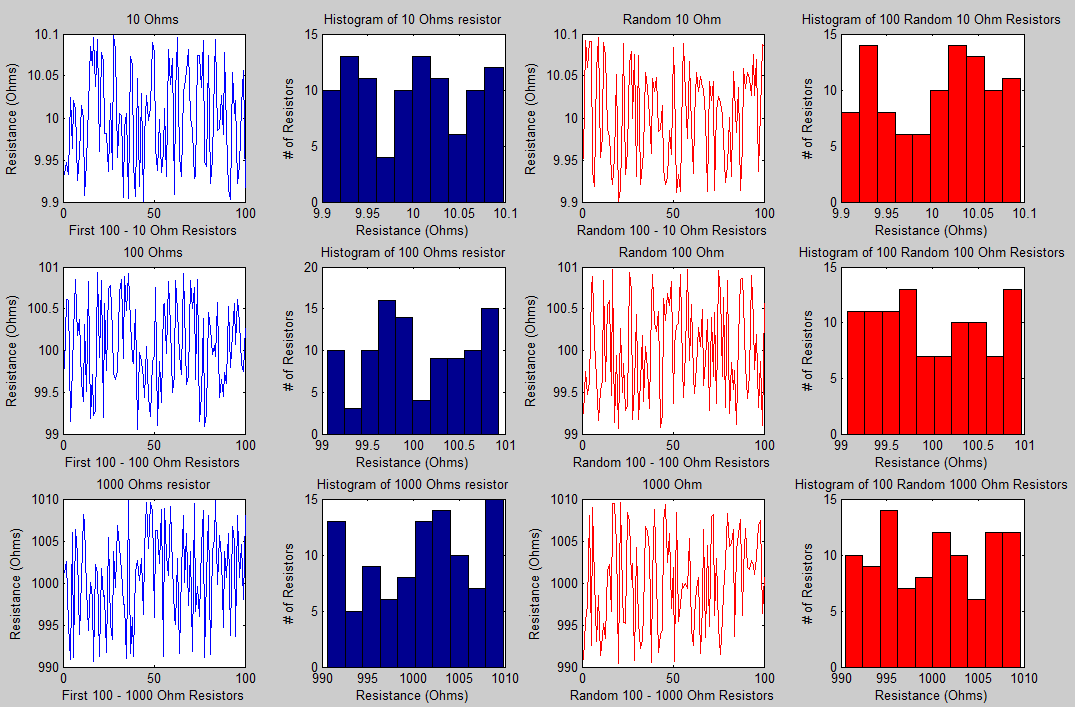 10 Ohms
10.1
10.05
10
9.95
9.9
Resistance (Ohms)
0 50 100
First 100 - 10 Ohm Resistors
Histogram of 10 Ohms resistor
15
10
5
0
# of Resistors
9.9 9.95 10 10.05 10.1
Resistance (Ohms)
Random 10 Ohm
10.1
10.05
10
9.95
9.9
Resistance (Ohms)
0 50 100
Random 100 - 10 Ohm Resistors
Histogram of 100 Random 10 Ohm Resistors
15
10
5
0
# of Resistors
9.9 9.95 10 10.05 10.1
Resistance (Ohms)
100 Ohms
101
100.5
100
99.5
99
Resistance (Ohms)
0 50 100
First 100 - 100 Ohm Resistors
Histogram of 100 Ohms resistor
20
15
10
5
0
# of Resistors
99 99.5 100 100.5 101
Resistance (Ohms)
Random 100 Ohm
101
100.5
100
99.5
99
Resistance (Ohms)
0 50 100
Random 100 - 100 Ohm Resistors
Histogram of 100 Random 100 Ohm Resistors
15
10
5
0
# of Resistors
99 99.5 100 100.5 101
Resistance (Ohms)
1000 Ohms resistor
1010
1005
1000
995
990
Resistance (Ohms)
0 50 100
First 100 - 1000 Ohm Resistors
Histogram of 1000 Ohms resistor
15
10
5
0
# of Resistors
990 995 1000 1005 1010
Resistance (Ohms)
1000 Ohm
1010
1005
1000
995
990
Resistance (Ohms)
0 50 100
Random 100 - 1000 Ohm Resistors
Histogram of 100 Random 1000 Ohm Resistors
15
10
5
0
# of Resistors
990 995 1000 1005 1010
Resistance (Ohms)